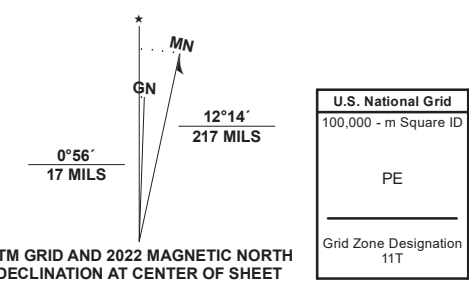 ★
MN
GN
12°14´
217 MILS
0°56´
17 MILS
TM GRID AND 2022 MAGNETIC NORTH
DECLINATION AT CENTER OF SHEET
U.S. National Grid
100,000 - m Square ID
PE
Grid Zone Designation
11T